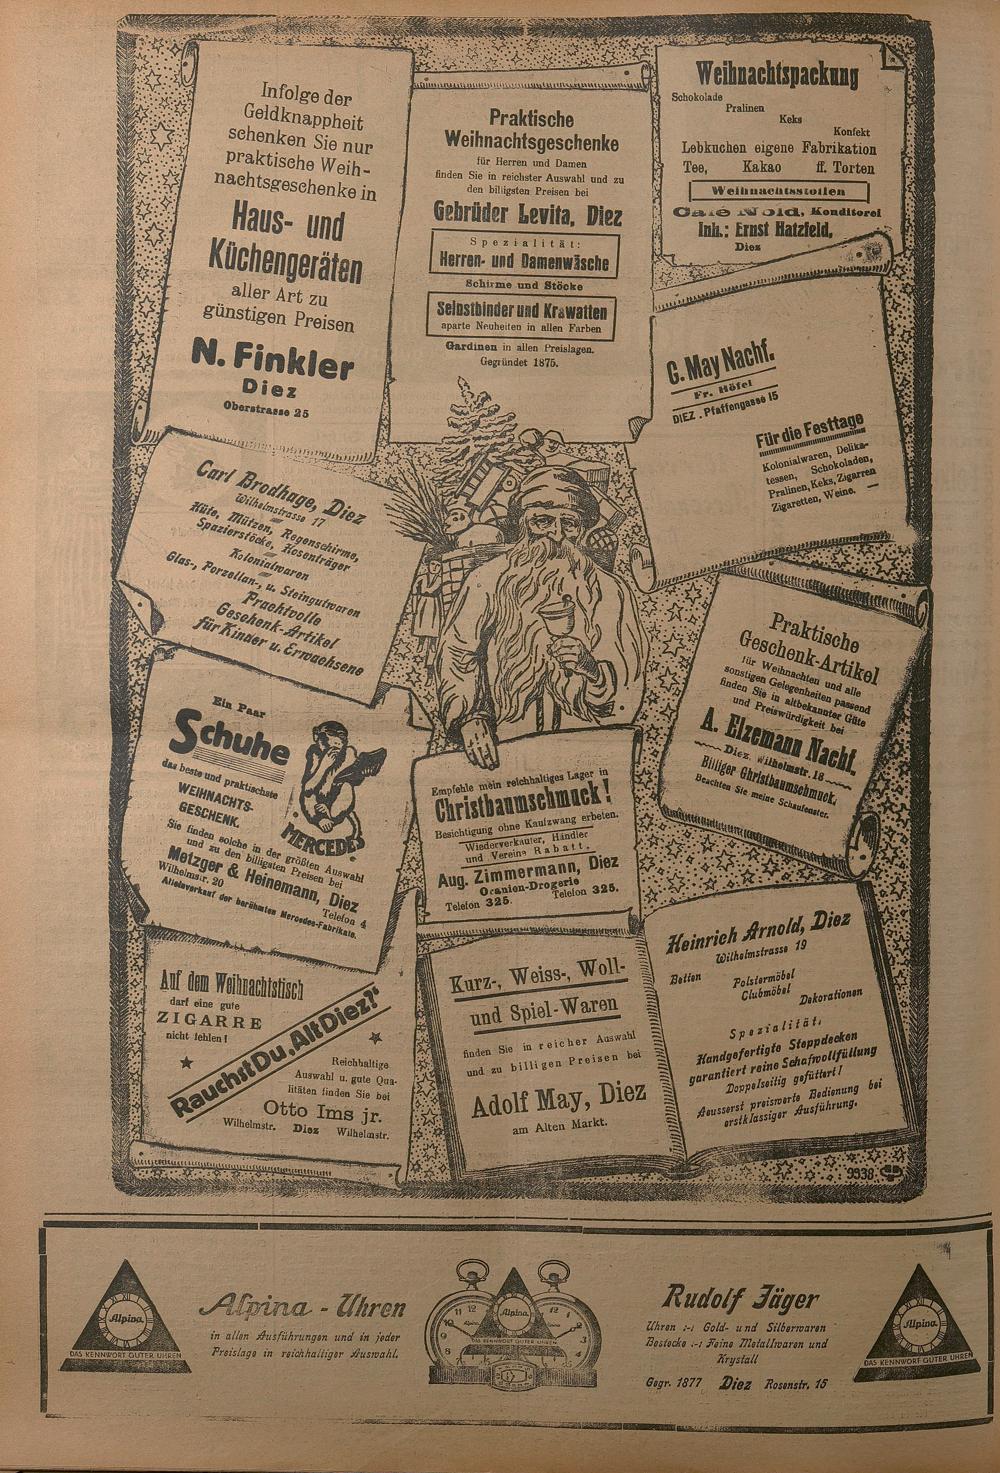 Infolge der
Geldknappheit
schenken Sie nur
praktische Weih-
nachtsgeschenke in
Haus- und
Küchengeräten
aller Art zu
günstigen Preisen
N. Finkler
Diez
Oberstrasse 25
Praktische
Weihnachtsgeschenke
für Herren und Damen
finden Sie in reichster Auswahl und zu
den billigsten Preisen bei
Gebrüder Levita, Diez
Spezialität:
Herren- und Damenwäsche
Schirme und Stöcke
Selbstbinder und Krawatten
aparte Neuheiten in allen Farben
Gardinen in allen Preislagen.
Gegründet 1875.
Weihnachtspackung
Schokolade
Pralinen
Keks
Konfekt
Lebkuchen eigene Fabrikation
Tee, Kakao ff. Torten
Weihnachtsstollen
Café Nold, Konditorei
Inh.: Ernst Hatzfeld,
Diez
G. May Nachf.
Fr. Höfel
DIEZ . Pfaffengasse 15
Für die Festtage
Kolonialwaren, Delika-
tessen, Schokoladen,
Pralinen, Keks, Zigarren
Zigaretten, Weine. —
Carl Brodhage, Diez
Wilhelmstrasse 17
Hüte, Mützen, Regenschirme,
Spazierstöcke, Hosenträger
Kolonialwaren
Glas-, Porzellan-, u. Steingutwaren
Prachtvolle
Geschenk-Artikel
für Kinder u. Erwachsene
Praktische
Geschenk-Artikel
für Weihnachten und alle
sonstigen Gelegenheiten passend
finden Sie in altbekannter Güte
und Preiswürdigkeit bei
A. Elzemann Nachf.
Diez, Wilhelmstr. 18
Billiger Christbaumschmuck.
Beachten Sie meine Schaufenster.
Ein Paar
Schuhe
das beste und praktischste
WEIHNACHTS-
GESCHENK.
MERCEDES
Sie finden solche in der größten Auswahl
und zu den billigsten Preisen bei
Metzger & Heinemann, Diez
Wilhelmstr. 20 Telefon 4
Alleinverkauf der berühmten Mercedes-Fabrikate.
Empfehle mein reichhaltiges Lager in
Christbaumschmuck!
Besichtigung ohne Kaufzwang erbeten.
Wiederverkäufer, Händler
und Vereine Rabatt.
Aug. Zimmermann, Diez
Oranien-Drogerie
Telefon 325. Telefon 325.
Auf dem Weihnachtstisch
darf eine gute
ZIGARRE
nicht fehlen!
Rauchst Du, Alt Diez?
Reichhaltige
Auswahl u. gute Qua-
litäten finden Sie bei
Otto Ims jr.
Wilhelmstr. Diez Wilhelmstr.
Kurz-, Weiss-, Woll-
und Spiel-Waren
finden Sie in reicher Auswahl
und zu billigen Preisen bei
Adolf May, Diez
am Alten Markt.
Heinrich Arnold, Diez
Wilhelmstrasse 19
Betten Polstermöbel
Clubmöbel
Dekorationen
Spezialität:
Handgefertigte Steppdecken
garantiert reine Schafwollfüllung
Doppelseitig gefüttert!
Aeusserst preiswerte Bedienung bei
erstklassiger Ausführung.
9938
Alpina
DAS KENNWORT GUTER UHREN
Alpina - Uhren
in allen Ausführungen und in jeder
Preislage in reichhaltiger Auswahl.
Alpina
DAS KENNWORT GUTER UHREN
Rudolf Jäger
Uhren :-: Gold- und Silberwaren
Bestecke :-: Feine Metallwaren und
Krystall
Gegr. 1877 Diez Rosenstr. 15
Alpina
DAS KENNWORT GUTER UHREN